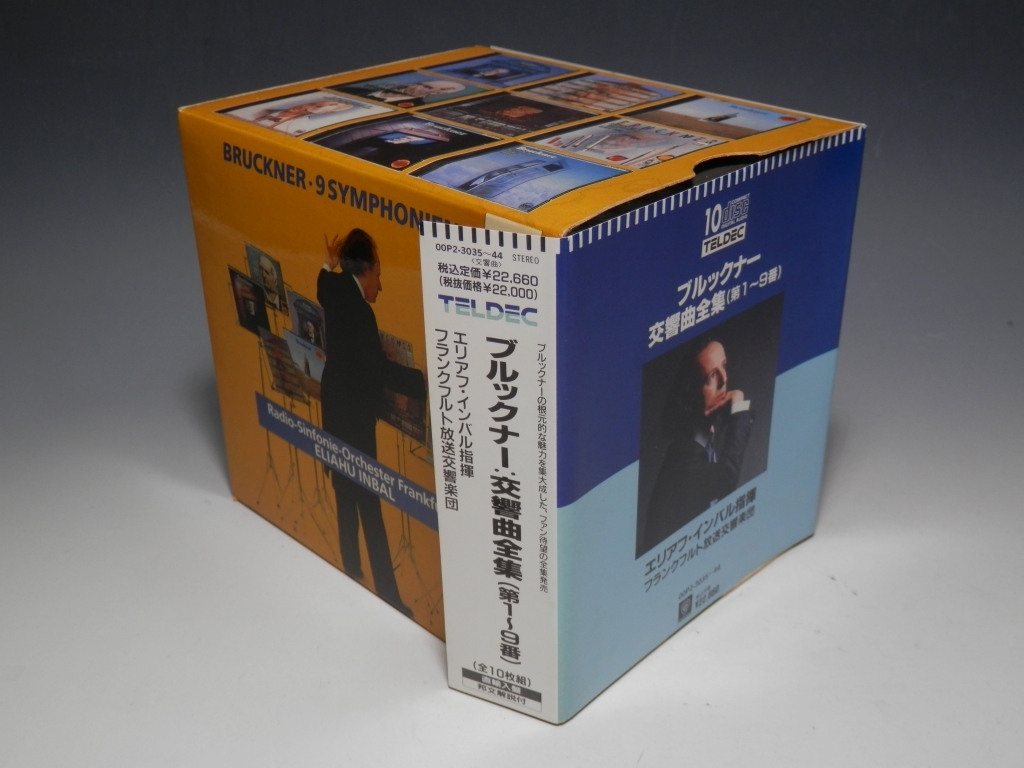 BRUCKNER · 9 SYMPHONIE
Radio-Sinfonie-Orchester Frankf
ELIAHU INBAL
OOP2-3035~44 STEREO
(交響曲)
税込定価¥22,660
(税抜価格¥22,000)
TELDEC
ブルックナーの根元的な魅力を集大成した、ファン待望の全集発売
ブルックナー:交響曲全集(第1~9番)
エリアフ・インバル指揮
フランクフルト放送交響楽団
(全10枚組)
邦文解説付
10 disc
TELDEC
ブルックナー
交響曲全集(第1~9番)
エリアフ・インバル指揮
フランクフルト放送交響楽団
OOP2-3035~44